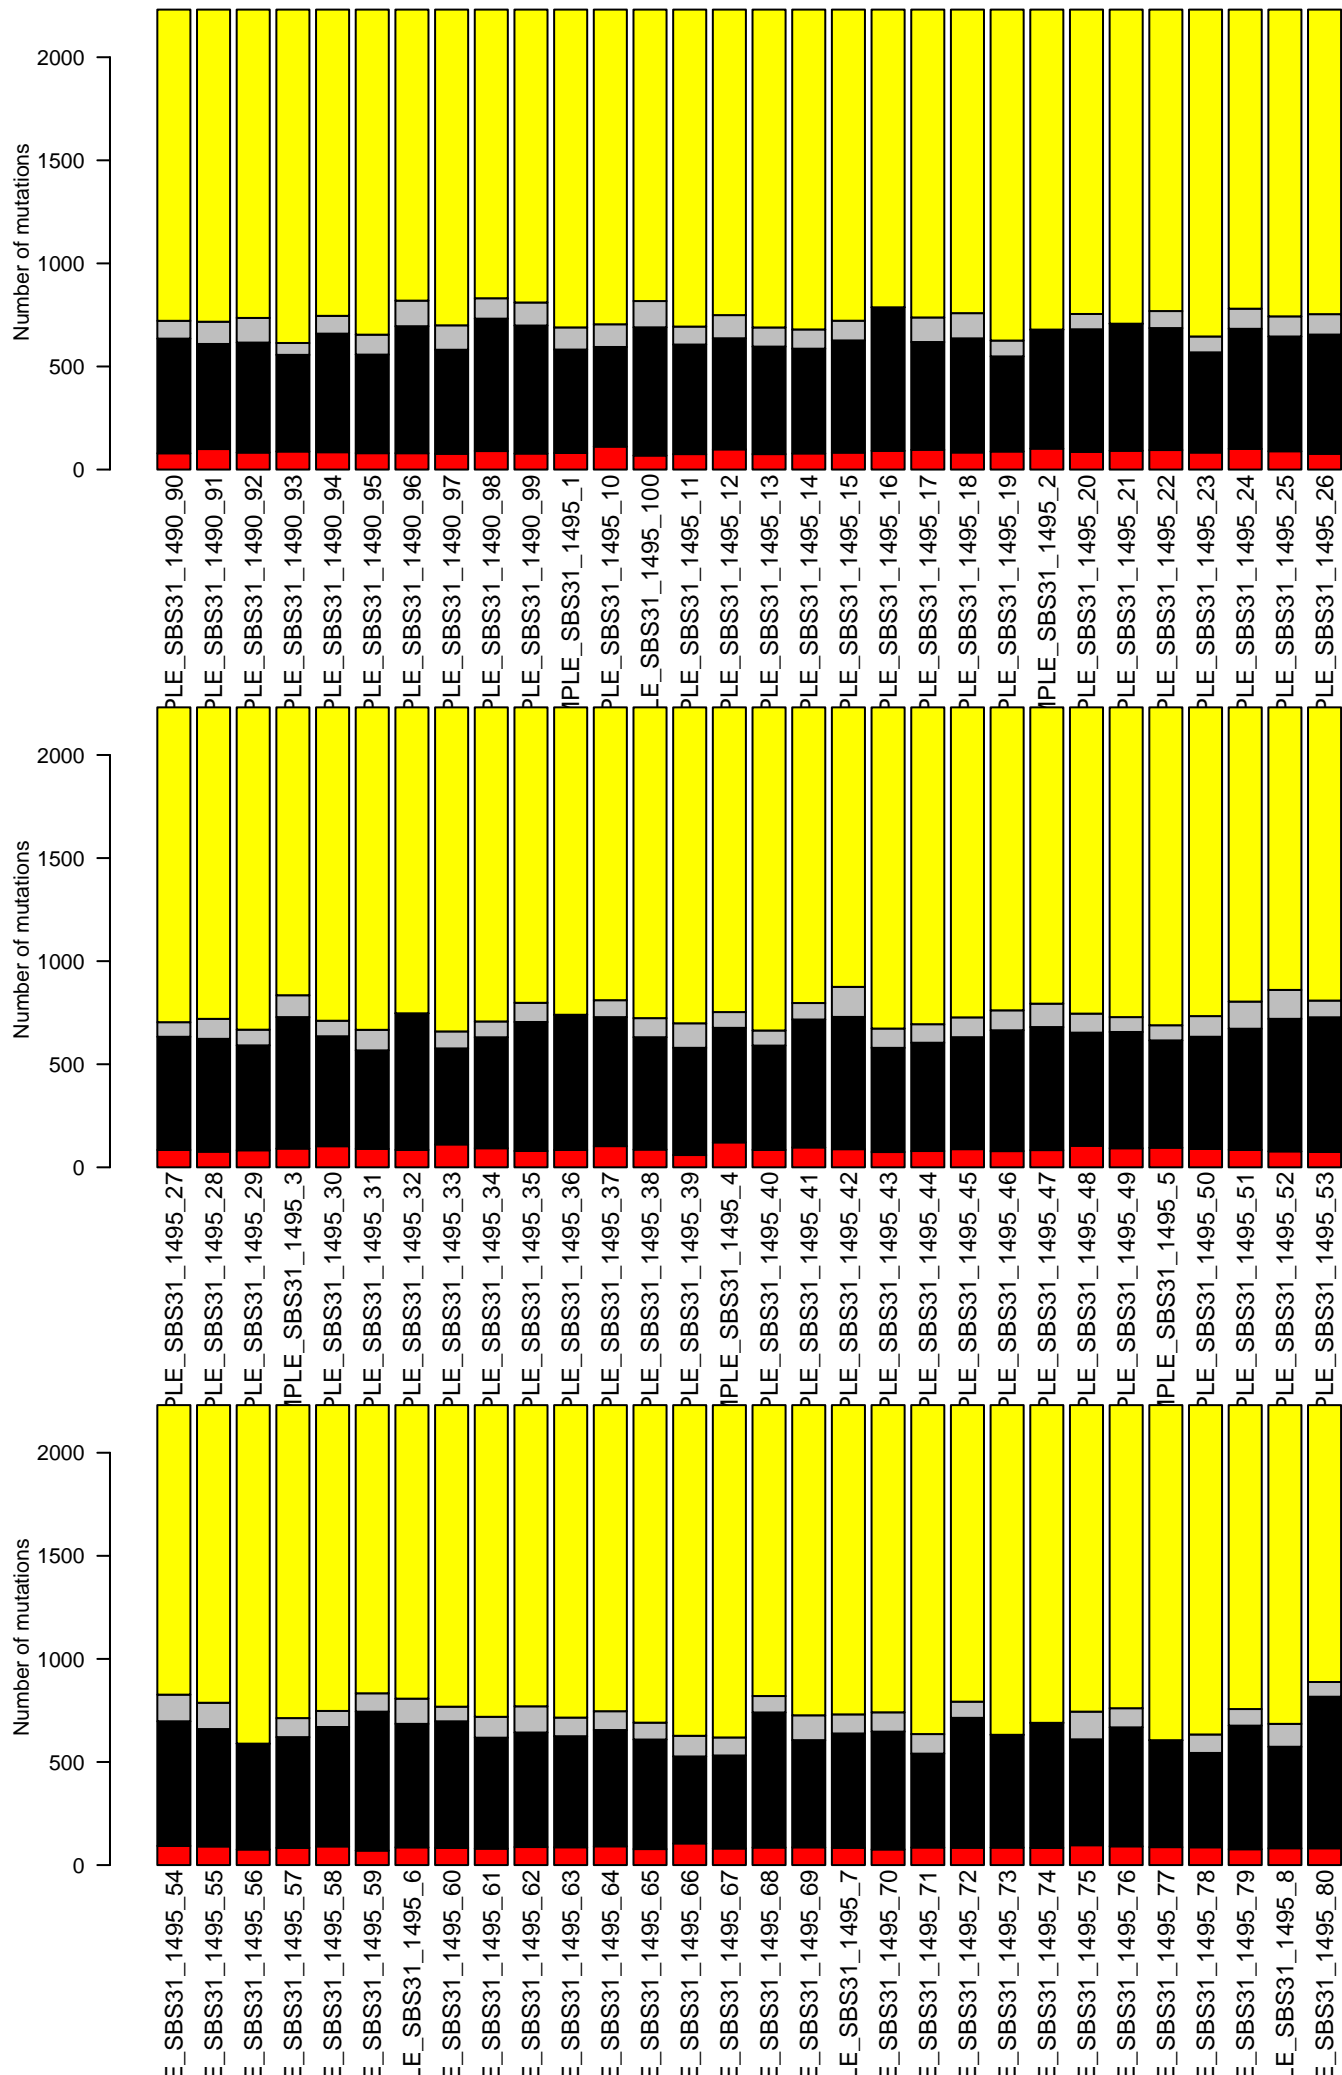 Number of mutations
2000
1500
1000
500
0
PLE_SBS31_1490_90
PLE_SBS31_1490_91
PLE_SBS31_1490_92
PLE_SBS31_1490_93
PLE_SBS31_1490_94
PLE_SBS31_1490_95
PLE_SBS31_1490_96
PLE_SBS31_1490_97
PLE_SBS31_1490_98
PLE_SBS31_1490_99
MPLE_SBS31_1495_1
PLE_SBS31_1495_10
LE_SBS31_1495_100
PLE_SBS31_1495_11
PLE_SBS31_1495_12
PLE_SBS31_1495_13
PLE_SBS31_1495_14
PLE_SBS31_1495_15
PLE_SBS31_1495_16
PLE_SBS31_1495_17
PLE_SBS31_1495_18
PLE_SBS31_1495_19
MPLE_SBS31_1495_2
PLE_SBS31_1495_20
PLE_SBS31_1495_21
PLE_SBS31_1495_22
PLE_SBS31_1495_23
PLE_SBS31_1495_24
PLE_SBS31_1495_25
PLE_SBS31_1495_26
Number of mutations
2000
1500
1000
500
0
PLE_SBS31_1495_27
PLE_SBS31_1495_28
PLE_SBS31_1495_29
MPLE_SBS31_1495_3
PLE_SBS31_1495_30
PLE_SBS31_1495_31
PLE_SBS31_1495_32
PLE_SBS31_1495_33
PLE_SBS31_1495_34
PLE_SBS31_1495_35
PLE_SBS31_1495_36
PLE_SBS31_1495_37
PLE_SBS31_1495_38
PLE_SBS31_1495_39
MPLE_SBS31_1495_4
PLE_SBS31_1495_40
PLE_SBS31_1495_41
PLE_SBS31_1495_42
PLE_SBS31_1495_43
PLE_SBS31_1495_44
PLE_SBS31_1495_45
PLE_SBS31_1495_46
PLE_SBS31_1495_47
PLE_SBS31_1495_48
PLE_SBS31_1495_49
MPLE_SBS31_1495_5
PLE_SBS31_1495_50
PLE_SBS31_1495_51
PLE_SBS31_1495_52
PLE_SBS31_1495_53
Number of mutations
2000
1500
1000
500
0
E_SBS31_1495_54
E_SBS31_1495_55
E_SBS31_1495_56
E_SBS31_1495_57
E_SBS31_1495_58
E_SBS31_1495_59
LE_SBS31_1495_6
E_SBS31_1495_60
E_SBS31_1495_61
E_SBS31_1495_62
E_SBS31_1495_63
E_SBS31_1495_64
E_SBS31_1495_65
E_SBS31_1495_66
E_SBS31_1495_67
E_SBS31_1495_68
E_SBS31_1495_69
LE_SBS31_1495_7
E_SBS31_1495_70
E_SBS31_1495_71
E_SBS31_1495_72
E_SBS31_1495_73
E_SBS31_1495_74
E_SBS31_1495_75
E_SBS31_1495_76
E_SBS31_1495_77
E_SBS31_1495_78
E_SBS31_1495_79
LE_SBS31_1495_8
E_SBS31_1495_80